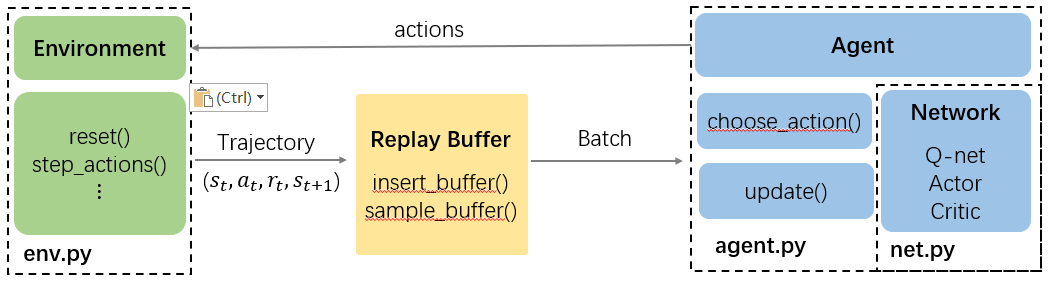 Environment
reset()
step_actions()
⋮
env.py
actions
(Ctrl)
Trajectory
(s_t, a_t, r_t, s_{t+1})
Replay Buffer
insert_buffer()
sample_buffer()
Batch
Agent
choose_action()
update()
agent.py
Network
Q-net
Actor
Critic
net.py